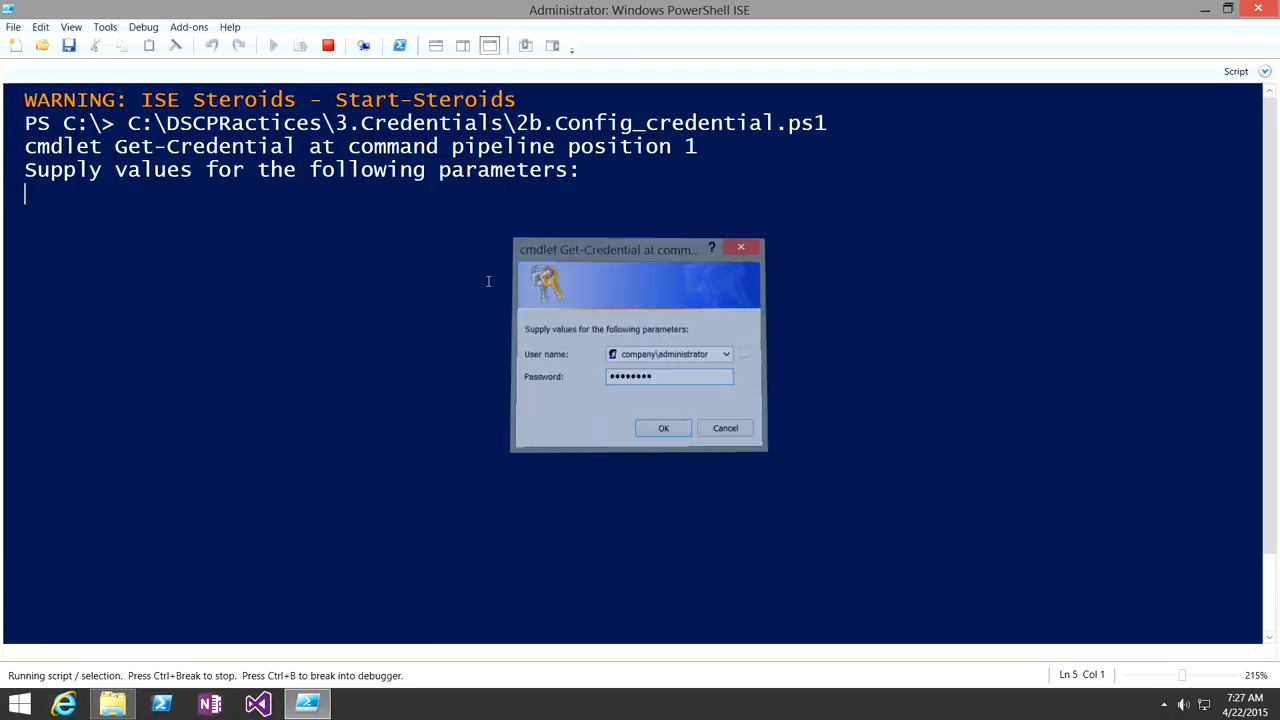 Administrator: Windows PowerShell ISE
File Edit View Tools Debug Add-ons Help
Script
WARNING: ISE Steroids - Start-Steroids
PS C:\> C:\DSCPRactices\3.Credentials\2b.Config_credential.ps1
cmdlet Get-Credential at command pipeline position 1
Supply values for the following parameters:
cmdlet Get-Credential at comm...
Supply values for the following parameters:
User name: company\administrator ...
Password: ••••••••
OK Cancel
Running script / selection. Press Ctrl+Break to stop. Press Ctrl+B to break into debugger. Ln 5 Col 1 215%
7:27 AM
4/22/2015